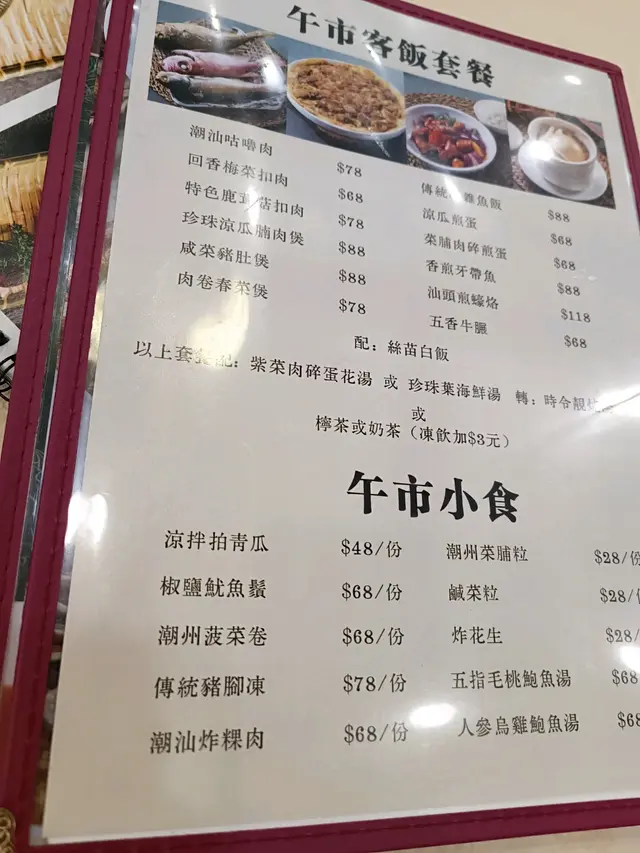 午市客飯套餐
潮汕咕嚕肉 $78
回香梅菜扣肉 $68
特色鹿茸菇扣肉 $78
珍珠涼瓜腩肉煲 $88
咸菜豬肚煲 $88
肉卷春菜煲 $78
傳統 雜魚飯 $88
涼瓜煎蛋 $68
菜脯肉碎煎蛋 $68
香煎牙帶魚 $88
汕頭煎蠔烙 $118
五香牛𦟌 $68
配：絲苗白飯
以上套餐配：紫菜肉碎蛋花湯 或 珍珠葉海鮮湯 轉：時令靚
或
檸茶或奶茶（凍飲加$3元）
午市小食
涼拌拍青瓜 $48/份
椒鹽魷魚鬚 $68/份
潮州菠菜卷 $68/份
傳統豬腳凍 $78/份
潮汕炸粿肉 $68/份
潮州菜脯粒 $28/份
鹹菜粒 $28/
炸花生 $28/
五指毛桃鮑魚湯 $68
人參烏雞鮑魚湯 $68